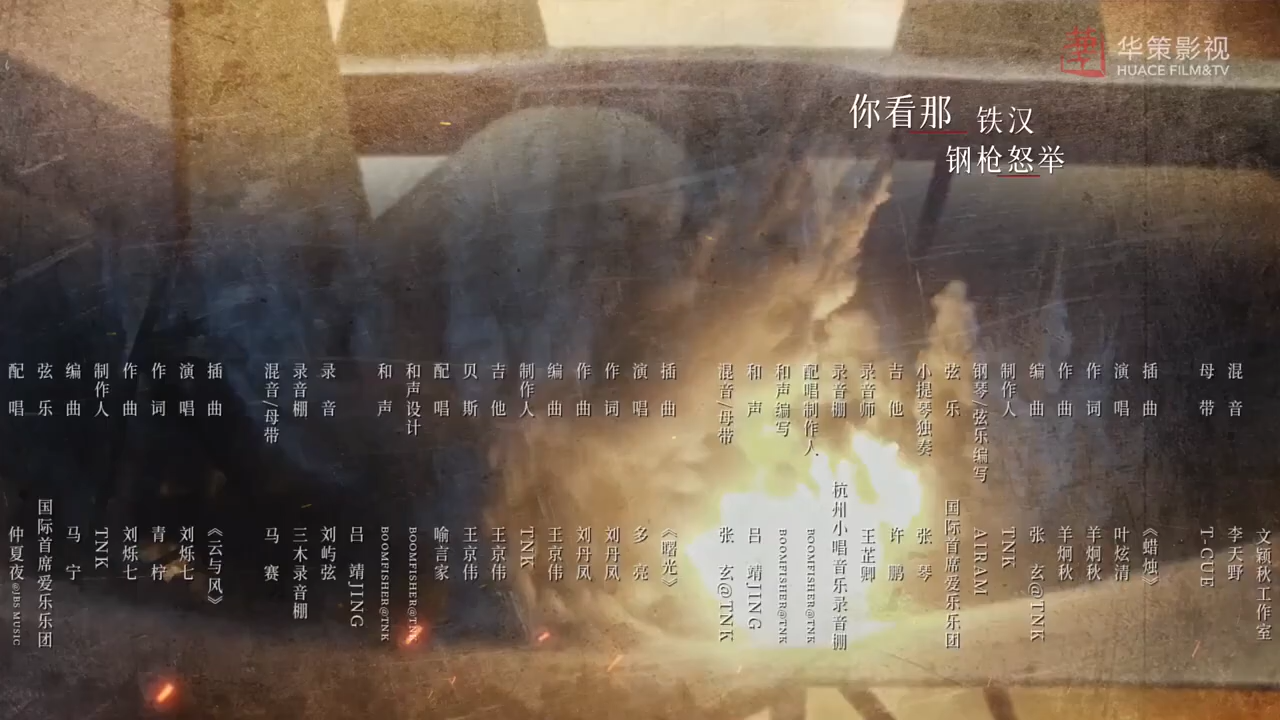 华策影视
HUACE FILM&TV
你看那 铁汉
钢枪怒举
文颖秋工作室
混音 李天野
母带 T-CUE
插曲 《蜡烛》
演唱 叶炫清
作词 羊炯秋
作曲 羊炯秋
编曲 张玄@TNK
制作人 TNK
钢琴/弦乐编写 AIRAM
弦乐 国际首席爱乐乐团
小提琴独奏 张琴
吉他 许鹏
录音师 王芷卿
录音棚 杭州小唱音乐录音棚
配唱制作人 BOOMFISHER@TNK
和声编写 BOOMFISHER@TNK
和声 吕靖JING
混音/母带 张玄@TNK
插曲 《曙光》
演唱 多亮
作词 刘丹凤
作曲 刘丹凤
编曲 王京伟
制作人 TNK
吉他 王京伟
贝斯 王京伟
配唱 喻言家
和声设计 BOOMFISHER@TNK
和声 BOOMFISHER@TNK
吕靖JING
录音 刘屿弦
录音棚 三木录音棚
混音/母带 马赛
插曲 《云与风》
演唱 刘烁七
作词 青柠
作曲 刘烁七
制作人 TNK
编曲 马宁
弦乐 国际首席爱乐乐团
配唱 仲夏夜@JBS MUSIC